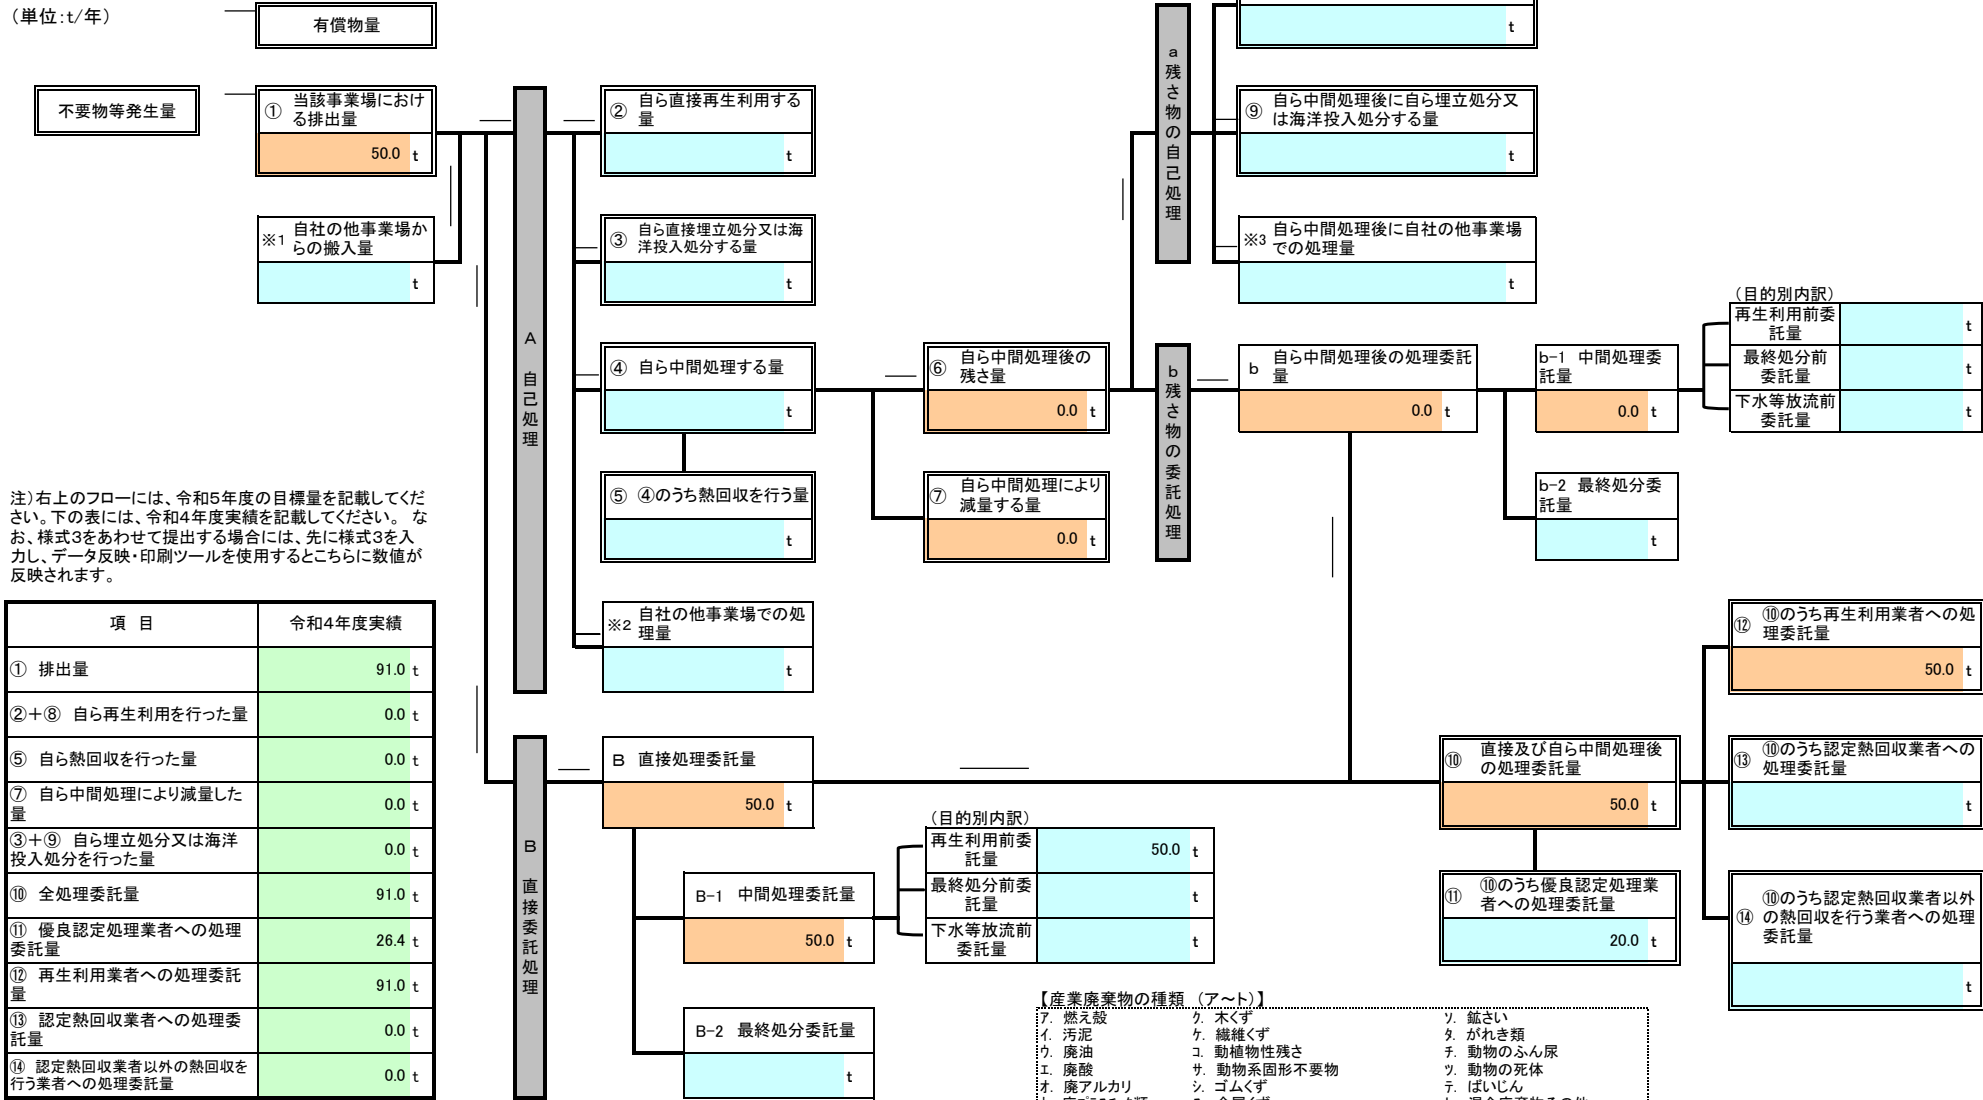 （単位:t/年）
有償物量
t
不要物等発生量
① 当該事業場におけ
る排出量
50.0 t
② 自ら直接再生利用する
量
t
⑨ 自ら中間処理後に自ら埋立処分又
は海洋投入処分する量
t
a 残さ物の自己処理
※1 自社の他事業場か
らの搬入量
t
③ 自ら直接埋立処分又は海
洋投入処分する量
t
※3 自ら中間処理後に自社の他事業場
での処理量
t
A 自己処理
④ 自ら中間処理する量
t
⑥ 自ら中間処理後の
残さ量
0.0 t
b 残さ物の委託処理
b 自ら中間処理後の処理委託
量
0.0 t
b-1 中間処理委
託量
0.0 t
（目的別内訳）
再生利用前委
託量
t
最終処分前
委託量
t
下水等放流前
委託量
t
⑤ ④のうち熱回収を行う量
t
⑦ 自ら中間処理により
減量する量
0.0 t
b-2 最終処分委
託量
t
注）右上のフローには、令和5年度の目標量を記載してくだ
さい。下の表には、令和4年度実績を記載してください。 な
お、様式3をあわせて提出する場合には、先に様式3を入
力し、データ反映・印刷ツールを使用するとこちらに数値が
反映されます。
※2 自社の他事業場での処
理量
t
項 目 令和4年度実績
① 排出量 91.0 t
②＋⑧ 自ら再生利用を行った量 0.0 t
⑤ 自ら熱回収を行った量 0.0 t
⑦ 自ら中間処理により減量した
量 0.0 t
③＋⑨ 自ら埋立処分又は海洋
投入処分を行った量 0.0 t
⑩ 全処理委託量 91.0 t
⑪ 優良認定処理業者への処理
委託量 26.4 t
⑫ 再生利用業者への処理委託
量 91.0 t
⑬ 認定熱回収業者への処理委
託量 0.0 t
⑭ 認定熱回収業者以外の熱回収を
行う業者への処理委託量 0.0 t
B 直接委託処理
B 直接処理委託量
50.0 t
（目的別内訳）
再生利用前委
託量
50.0 t
最終処分前委
託量
t
下水等放流前
委託量
t
B-1 中間処理委託量
50.0 t
B-2 最終処分委託量
t
⑩ 直接及び自ら中間処理後
の処理委託量
50.0 t
⑪ ⑩のうち優良認定処理業
者への処理委託量
20.0 t
⑫ ⑩のうち再生利用業者への処
理委託量
50.0 t
⑬ ⑩のうち認定熱回収業者への
処理委託量
t
⑭ ⑩のうち認定熱回収業者以外
の熱回収を行う業者への処理
委託量
t
【産業廃棄物の種類 （ア～ト）】
ア. 燃え殻 ク. 木くず ソ. 鉱さい
イ. 汚泥 ケ. 繊維くず タ. がれき類
ウ. 廃油 コ. 動植物性残さ チ. 動物のふん尿
エ. 廃酸 サ. 動物系固形不要物 ツ. 動物の死体
オ. 廃アルカリ シ. ゴムくず テ. ばいじん